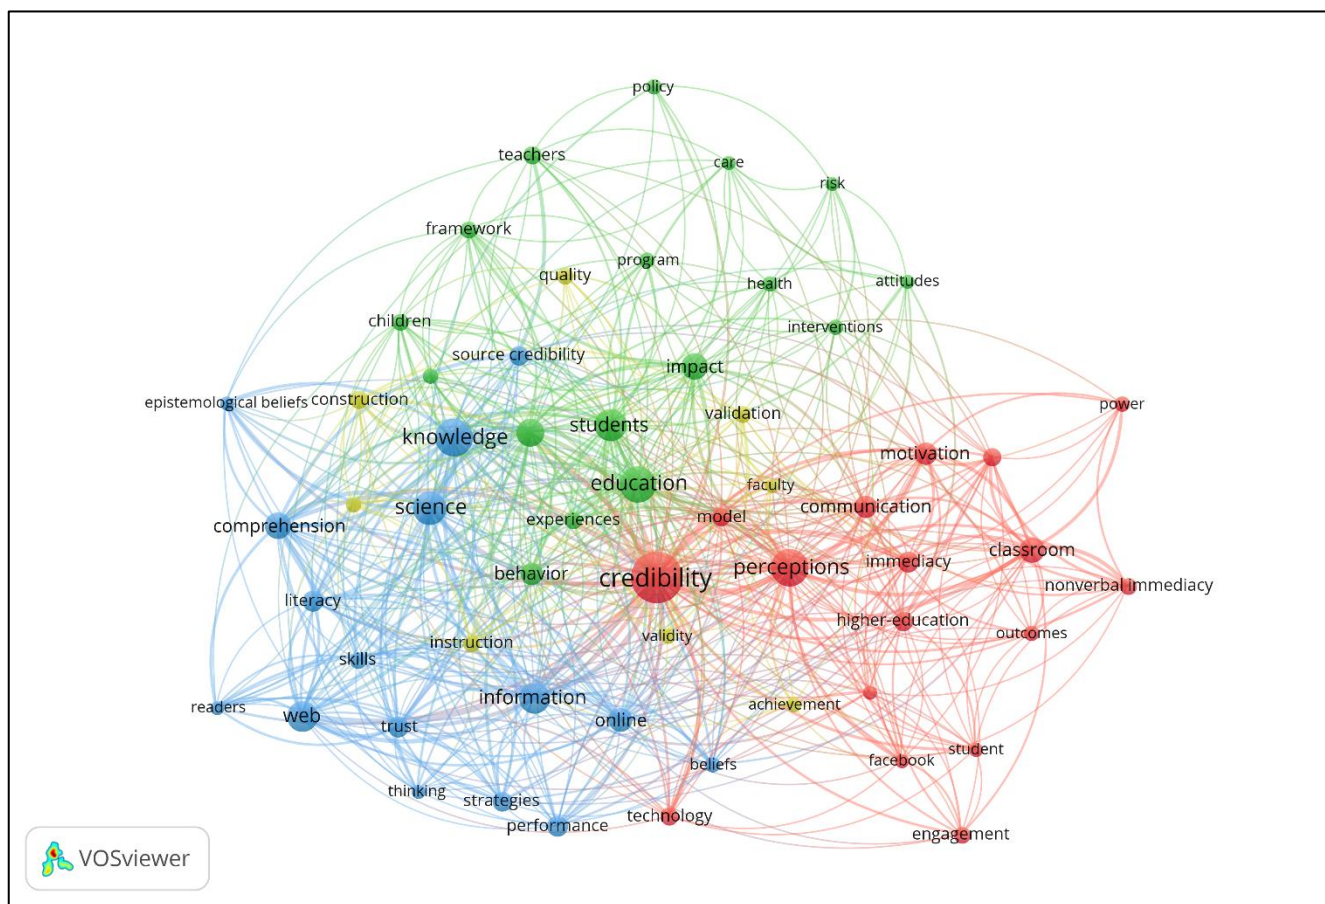 policy
teachers
care
risk
framework
program
quality
health
attitudes
interventions
children
source credibility
impact
epistemological beliefs
construction
power
validation
students
knowledge
motivation
education
faculty
science
communication
model
experiences
comprehension
classroom
immediacy
perceptions
behavior
credibility
nonverbal immediacy
literacy
higher-education
outcomes
validity
instruction
skills
information
achievement
readers
web
online
trust
student
facebook
beliefs
thinking
strategies
technology
performance
engagement
VOSviewer